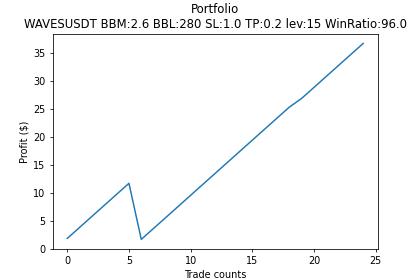 Portfolio
WAVESUSDT BBM:2.6 BBL:280 SL:1.0 TP:0.2 lev:15 WinRatio:96.0
35
30
25
20
15
10
5
0
Profit ($)
0 5 10 15 20 25
Trade counts